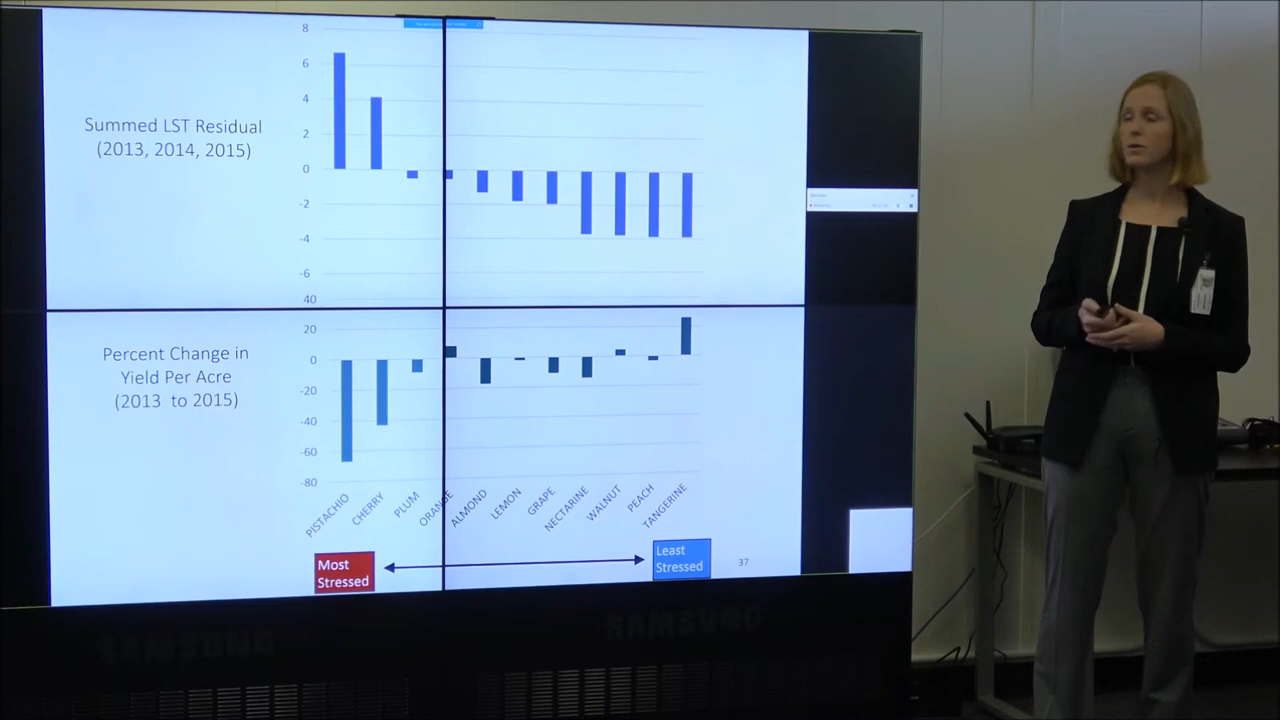 8
6
4
2
0
-2
-4
-6
Summed LST Residual
(2013, 2014, 2015)
40
20
0
-20
-40
-60
-80
Percent Change in
Yield Per Acre
(2013 to 2015)
PISTACHIO
CHERRY
PLUM
ORANGE
ALMOND
LEMON
GRAPE
NECTARINE
WALNUT
PEACH
TANGERINE
Most
Stressed
Least
Stressed
37
SAMSUNG
SAMSUNG